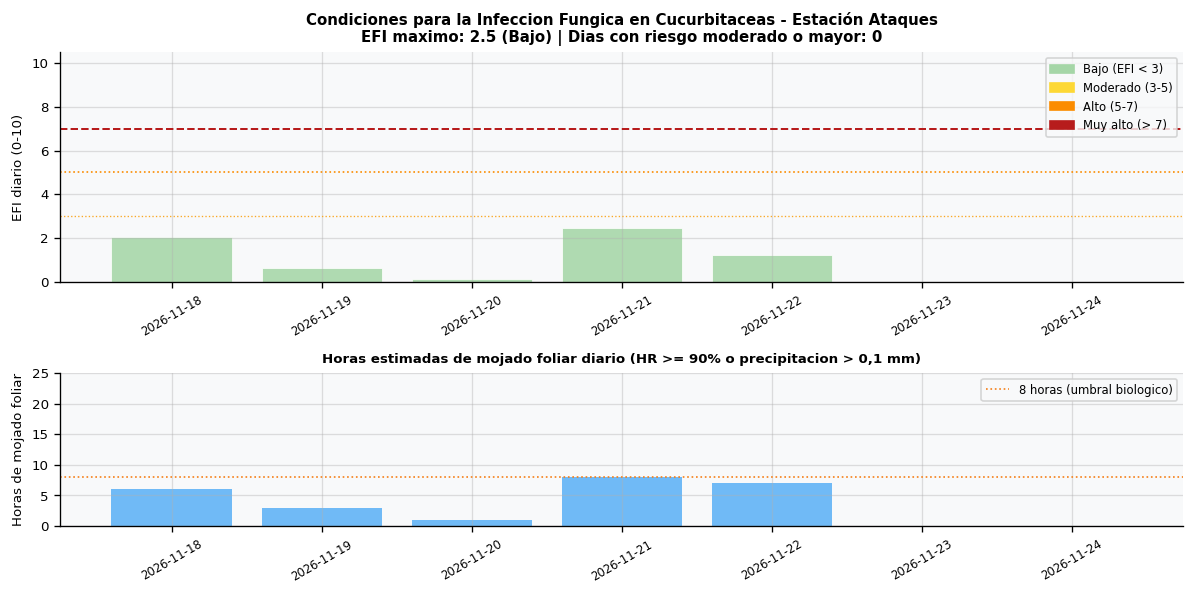 Condiciones para la Infeccion Fungica en Cucurbitaceas - Estación Ataques
EFI maximo: 2.5 (Bajo) | Dias con riesgo moderado o mayor: 0
EFI diario (0-10)
10
8
6
4
2
0
Bajo (EFI < 3)
Moderado (3-5)
Alto (5-7)
Muy alto (> 7)
2026-11-18
2026-11-19
2026-11-20
2026-11-21
2026-11-22
2026-11-23
2026-11-24
Horas estimadas de mojado foliar diario (HR >= 90% o precipitacion > 0,1 mm)
Horas de mojado foliar
25
20
15
10
5
0
8 horas (umbral biologico)
2026-11-18
2026-11-19
2026-11-20
2026-11-21
2026-11-22
2026-11-23
2026-11-24